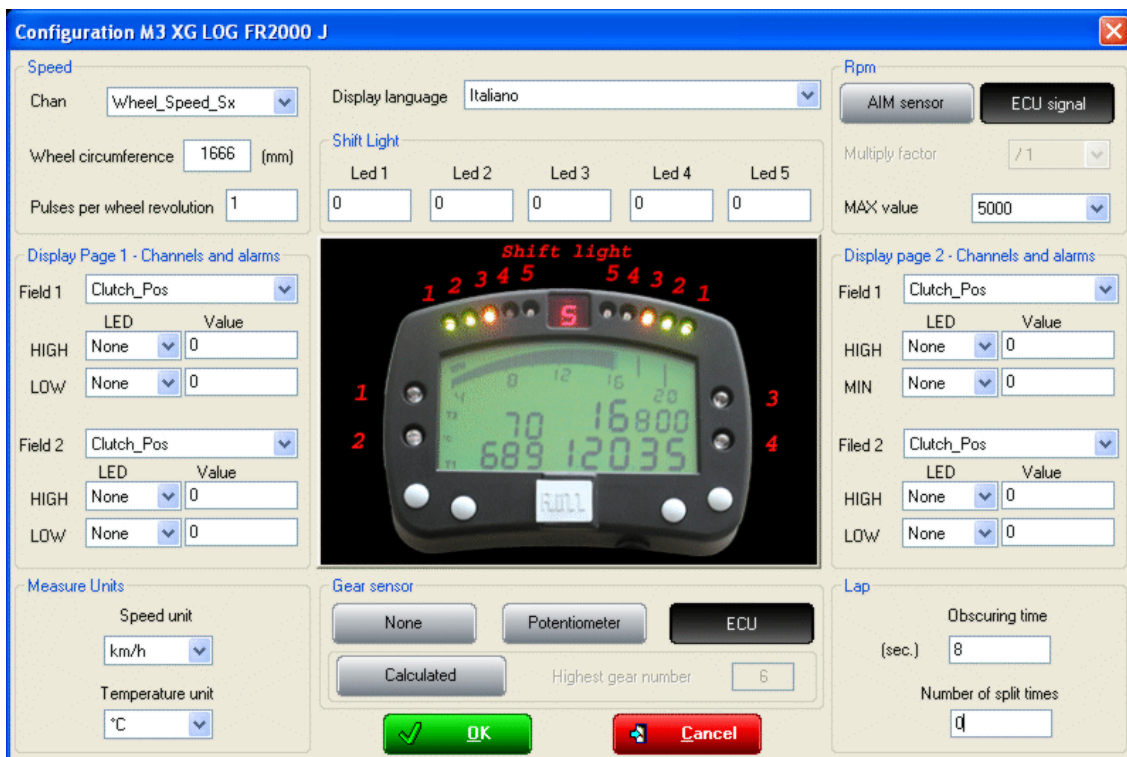 Configuration M3 XG LOG FR2000 J
Speed
Chan Wheel_Speed_Sx
Wheel circumference 1666 (mm)
Pulses per wheel revolution 1
Display language Italiano
Shift Light
Led 1 Led 2 Led 3 Led 4 Led 5
0 0 0 0 0
Rpm
AIM sensor ECU signal
Multiply factor / 1
MAX value 5000
Display Page 1 - Channels and alarms
Field 1 Clutch_Pos
LED Value
HIGH None 0
LOW None 0
Field 2 Clutch_Pos
LED Value
HIGH None 0
LOW None 0
Shift light
1 2 3 4 5 5 4 3 2 1
S
4 8 12 16 20
1 3
T3 70 16800
2 °C 4
T1 689 12035
Display page 2 - Channels and alarms
Field 1 Clutch_Pos
LED Value
HIGH None 0
MIN None 0
Filed 2 Clutch_Pos
LED Value
HIGH None 0
LOW None 0
Measure Units
Speed unit
km/h
Temperature unit
°C
Gear sensor
None Potentiometer ECU
Calculated Highest gear number 6
OK Cancel
Lap
Obscuring time
(sec.) 8
Number of split times
0